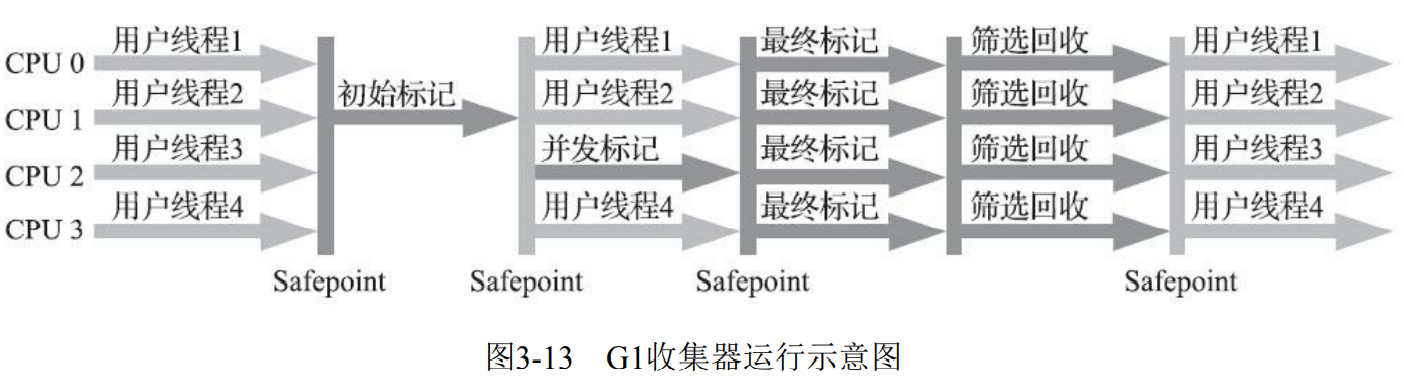 CPU 0 用户线程1 用户线程1 最终标记 筛选回收 用户线程1
CPU 1 用户线程2 初始标记 用户线程2 最终标记 筛选回收 用户线程2
CPU 2 用户线程3 并发标记 最终标记 筛选回收 用户线程3
CPU 3 用户线程4 用户线程4 最终标记 筛选回收 用户线程4
Safepoint Safepoint Safepoint Safepoint
图3-13 G1收集器运行示意图